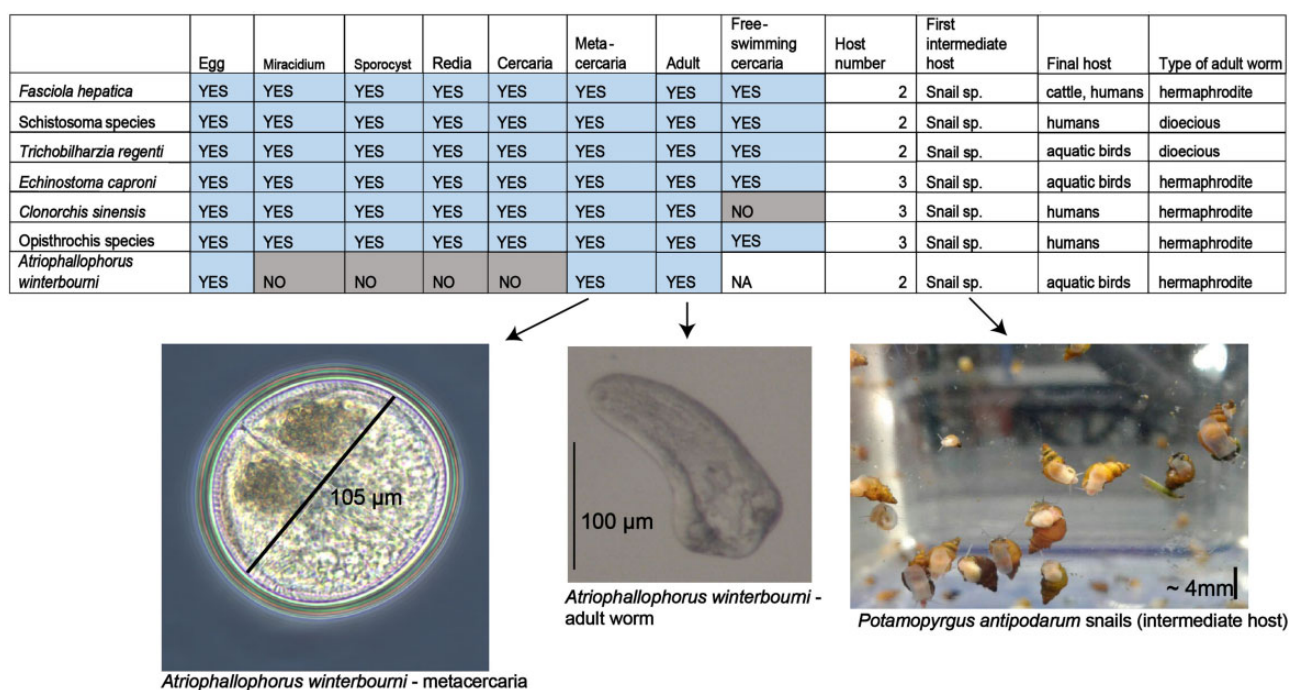 Egg Miracidium Sporocyst Redia Cercaria Meta-cercaria Adult Free-swimming cercaria Host number First intermediate host Final host Type of adult worm
Fasciola hepatica YES YES YES YES YES YES YES YES 2 Snail sp. cattle, humans hermaphrodite
Schistosoma species YES YES YES YES YES YES YES YES 2 Snail sp. humans dioecious
Trichobilharzia regenti YES YES YES YES YES YES YES YES 2 Snail sp. aquatic birds dioecious
Echinostoma caproni YES YES YES YES YES YES YES YES 3 Snail sp. aquatic birds hermaphrodite
Clonorchis sinensis YES YES YES YES YES YES YES NO 3 Snail sp. humans hermaphrodite
Opisthrochis species YES YES YES YES YES YES YES YES 3 Snail sp. humans hermaphrodite
Atriophallophorus winterbourni YES NO NO NO NO YES YES NA 2 Snail sp. aquatic birds hermaphrodite
105 µm
Atriophallophorus winterbourni - metacercaria
100 µm
Atriophallophorus winterbourni -
adult worm
~ 4mm
Potamopyrgus antipodarum snails (intermediate host)